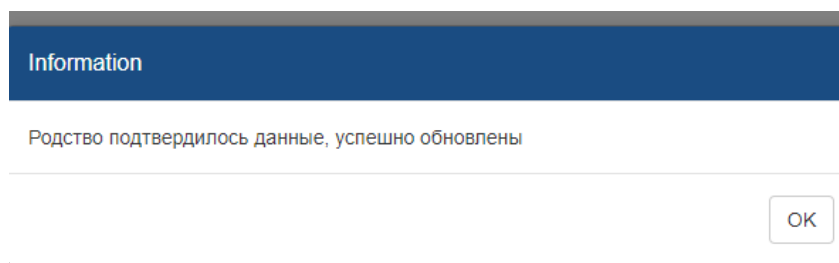 Information
Родство подтвердилось данные, успешно обновлены
OK